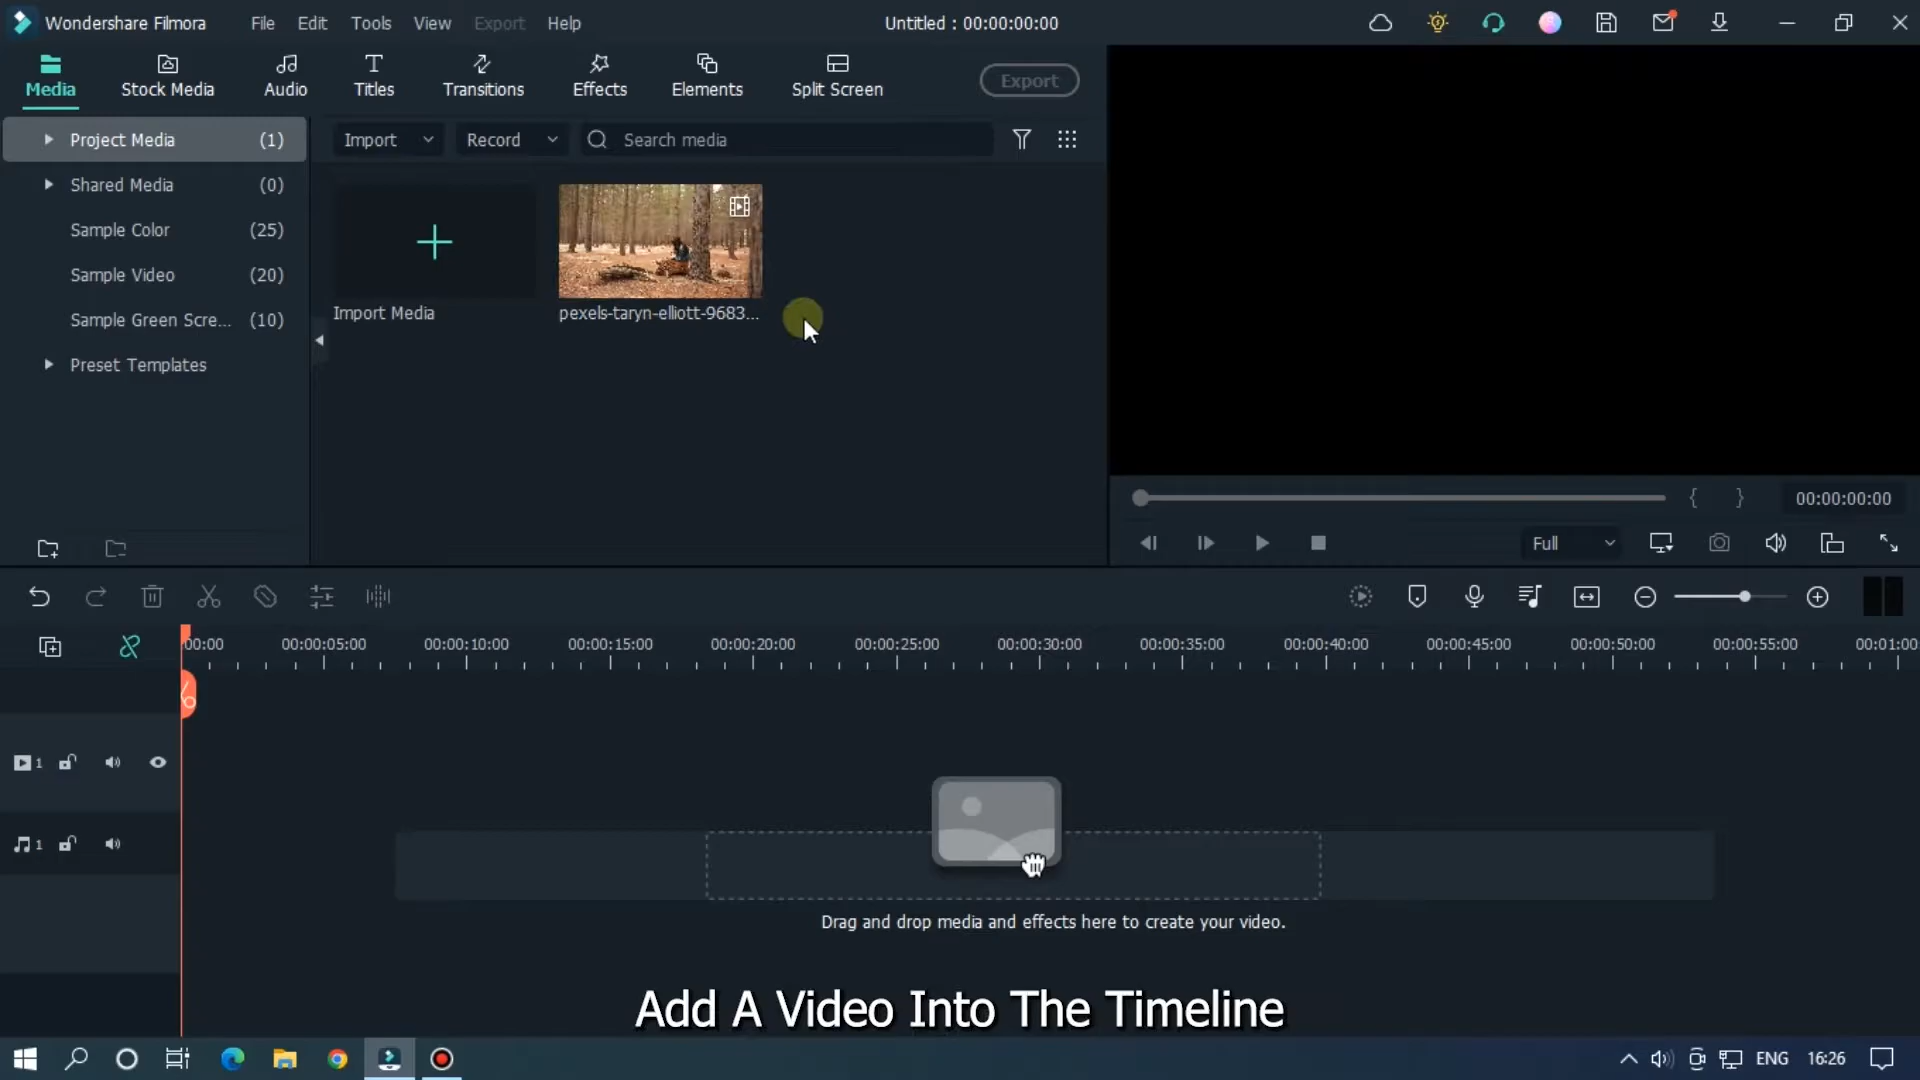 Wondershare Filmora
File Edit Tools View Export Help
Untitled : 00:00:00:00
Media
Stock Media
Audio
Titles
Transitions
Effects
Elements
Split Screen
Export
Project Media (1)
Shared Media (0)
Sample Color (25)
Sample Video (20)
Sample Green Scre... (10)
Preset Templates
Import
Record
Search media
Import Media
pexels-taryn-elliott-9683...
{ }
00:00:00:00
Full
00:00 00:00:05:00 00:00:10:00 00:00:15:00 00:00:20:00 00:00:25:00 00:00:30:00 00:00:35:00 00:00:40:00 00:00:45:00 00:00:50:00 00:00:55:00 00:01:00
1
1
Drag and drop media and effects here to create your video.
Add A Video Into The Timeline
ENG 16:26